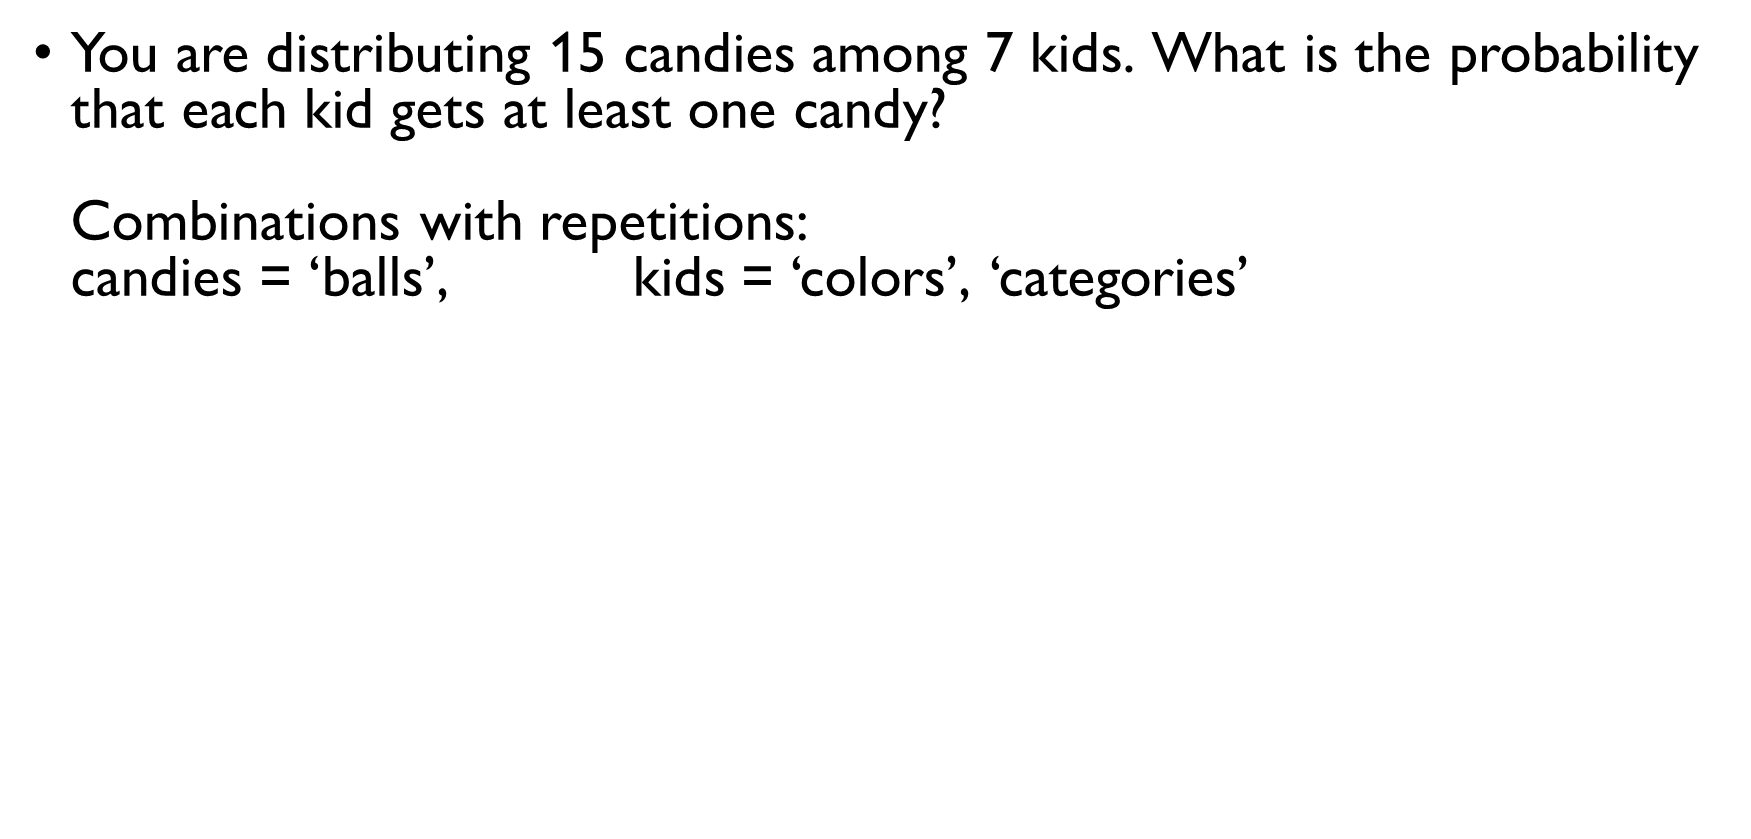 • You are distributing 15 candies among 7 kids. What is the probability
that each kid gets at least one candy?
Combinations with repetitions:
candies = ‘balls’, kids = ‘colors’, ‘categories’